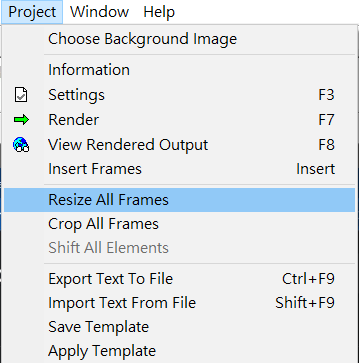 Project Window Help
Choose Background Image
Information
Settings F3
Render F7
View Rendered Output F8
Insert Frames Insert
Resize All Frames
Crop All Frames
Shift All Elements
Export Text To File Ctrl+F9
Import Text From File Shift+F9
Save Template
Apply Template